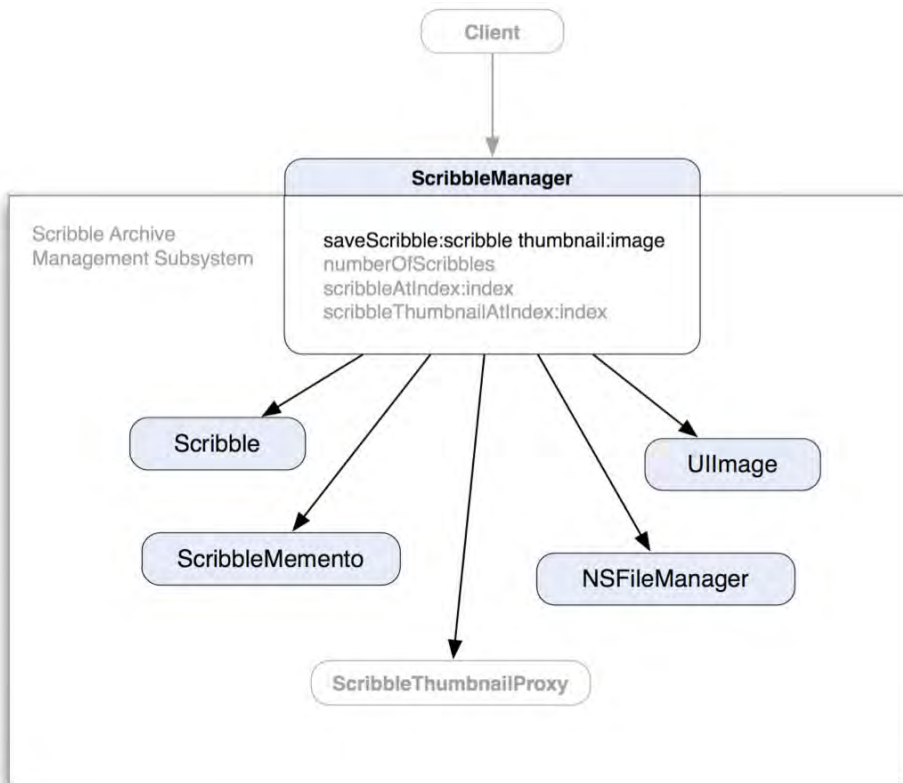 Client
ScribbleManager
Scribble Archive
Management Subsystem
saveScribble:scribble thumbnail:image
numberOfScribbles
scribbleAtIndex:index
scribbleThumbnailAtIndex:index
Scribble
UIImage
ScribbleMemento
NSFileManager
ScribbleThumbnailProxy